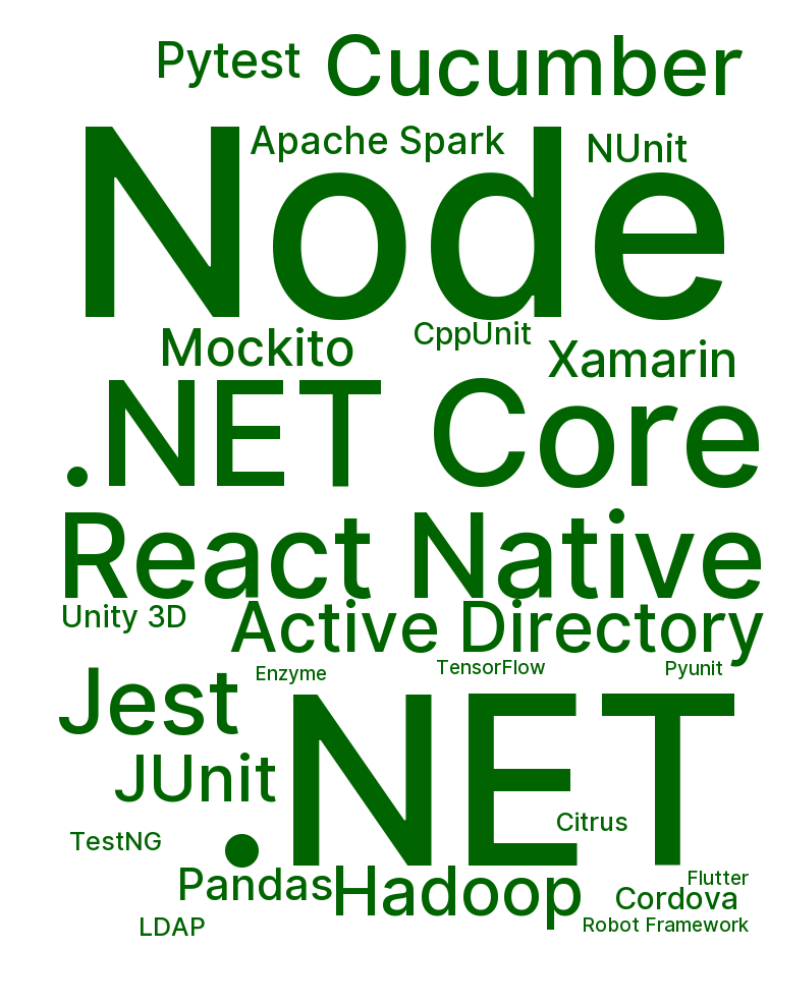 Pytest
Cucumber
Apache Spark
NUnit
Node
Mockito
CppUnit
Xamarin
.NET Core
React Native
Unity 3D
Active Directory
Enzyme
TensorFlow
Pyunit
Jest
.NET
JUnit
Citrus
TestNG
Pandas
Hadoop
Flutter
Cordova
LDAP
Robot Framework